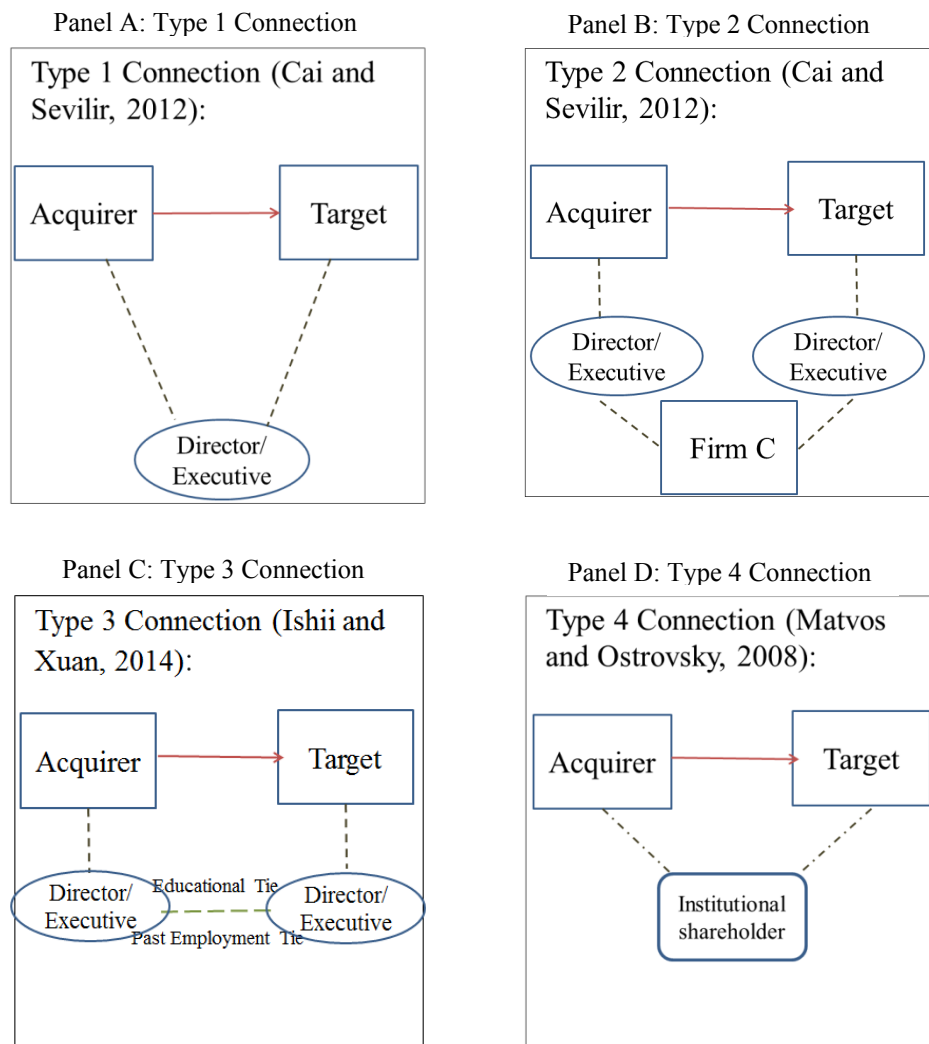 Panel A: Type 1 Connection
Type 1 Connection (Cai and
Sevilir, 2012):
Acquirer
Target
Director/
Executive
Panel B: Type 2 Connection
Type 2 Connection (Cai and
Sevilir, 2012):
Acquirer
Target
Director/
Executive
Director/
Executive
Firm C
Panel C: Type 3 Connection
Type 3 Connection (Ishii and
Xuan, 2014):
Acquirer
Target
Director/
Executive
Educational Tie
Past Employment Tie
Director/
Executive
Panel D: Type 4 Connection
Type 4 Connection (Matvos
and Ostrovsky, 2008):
Acquirer
Target
Institutional
shareholder